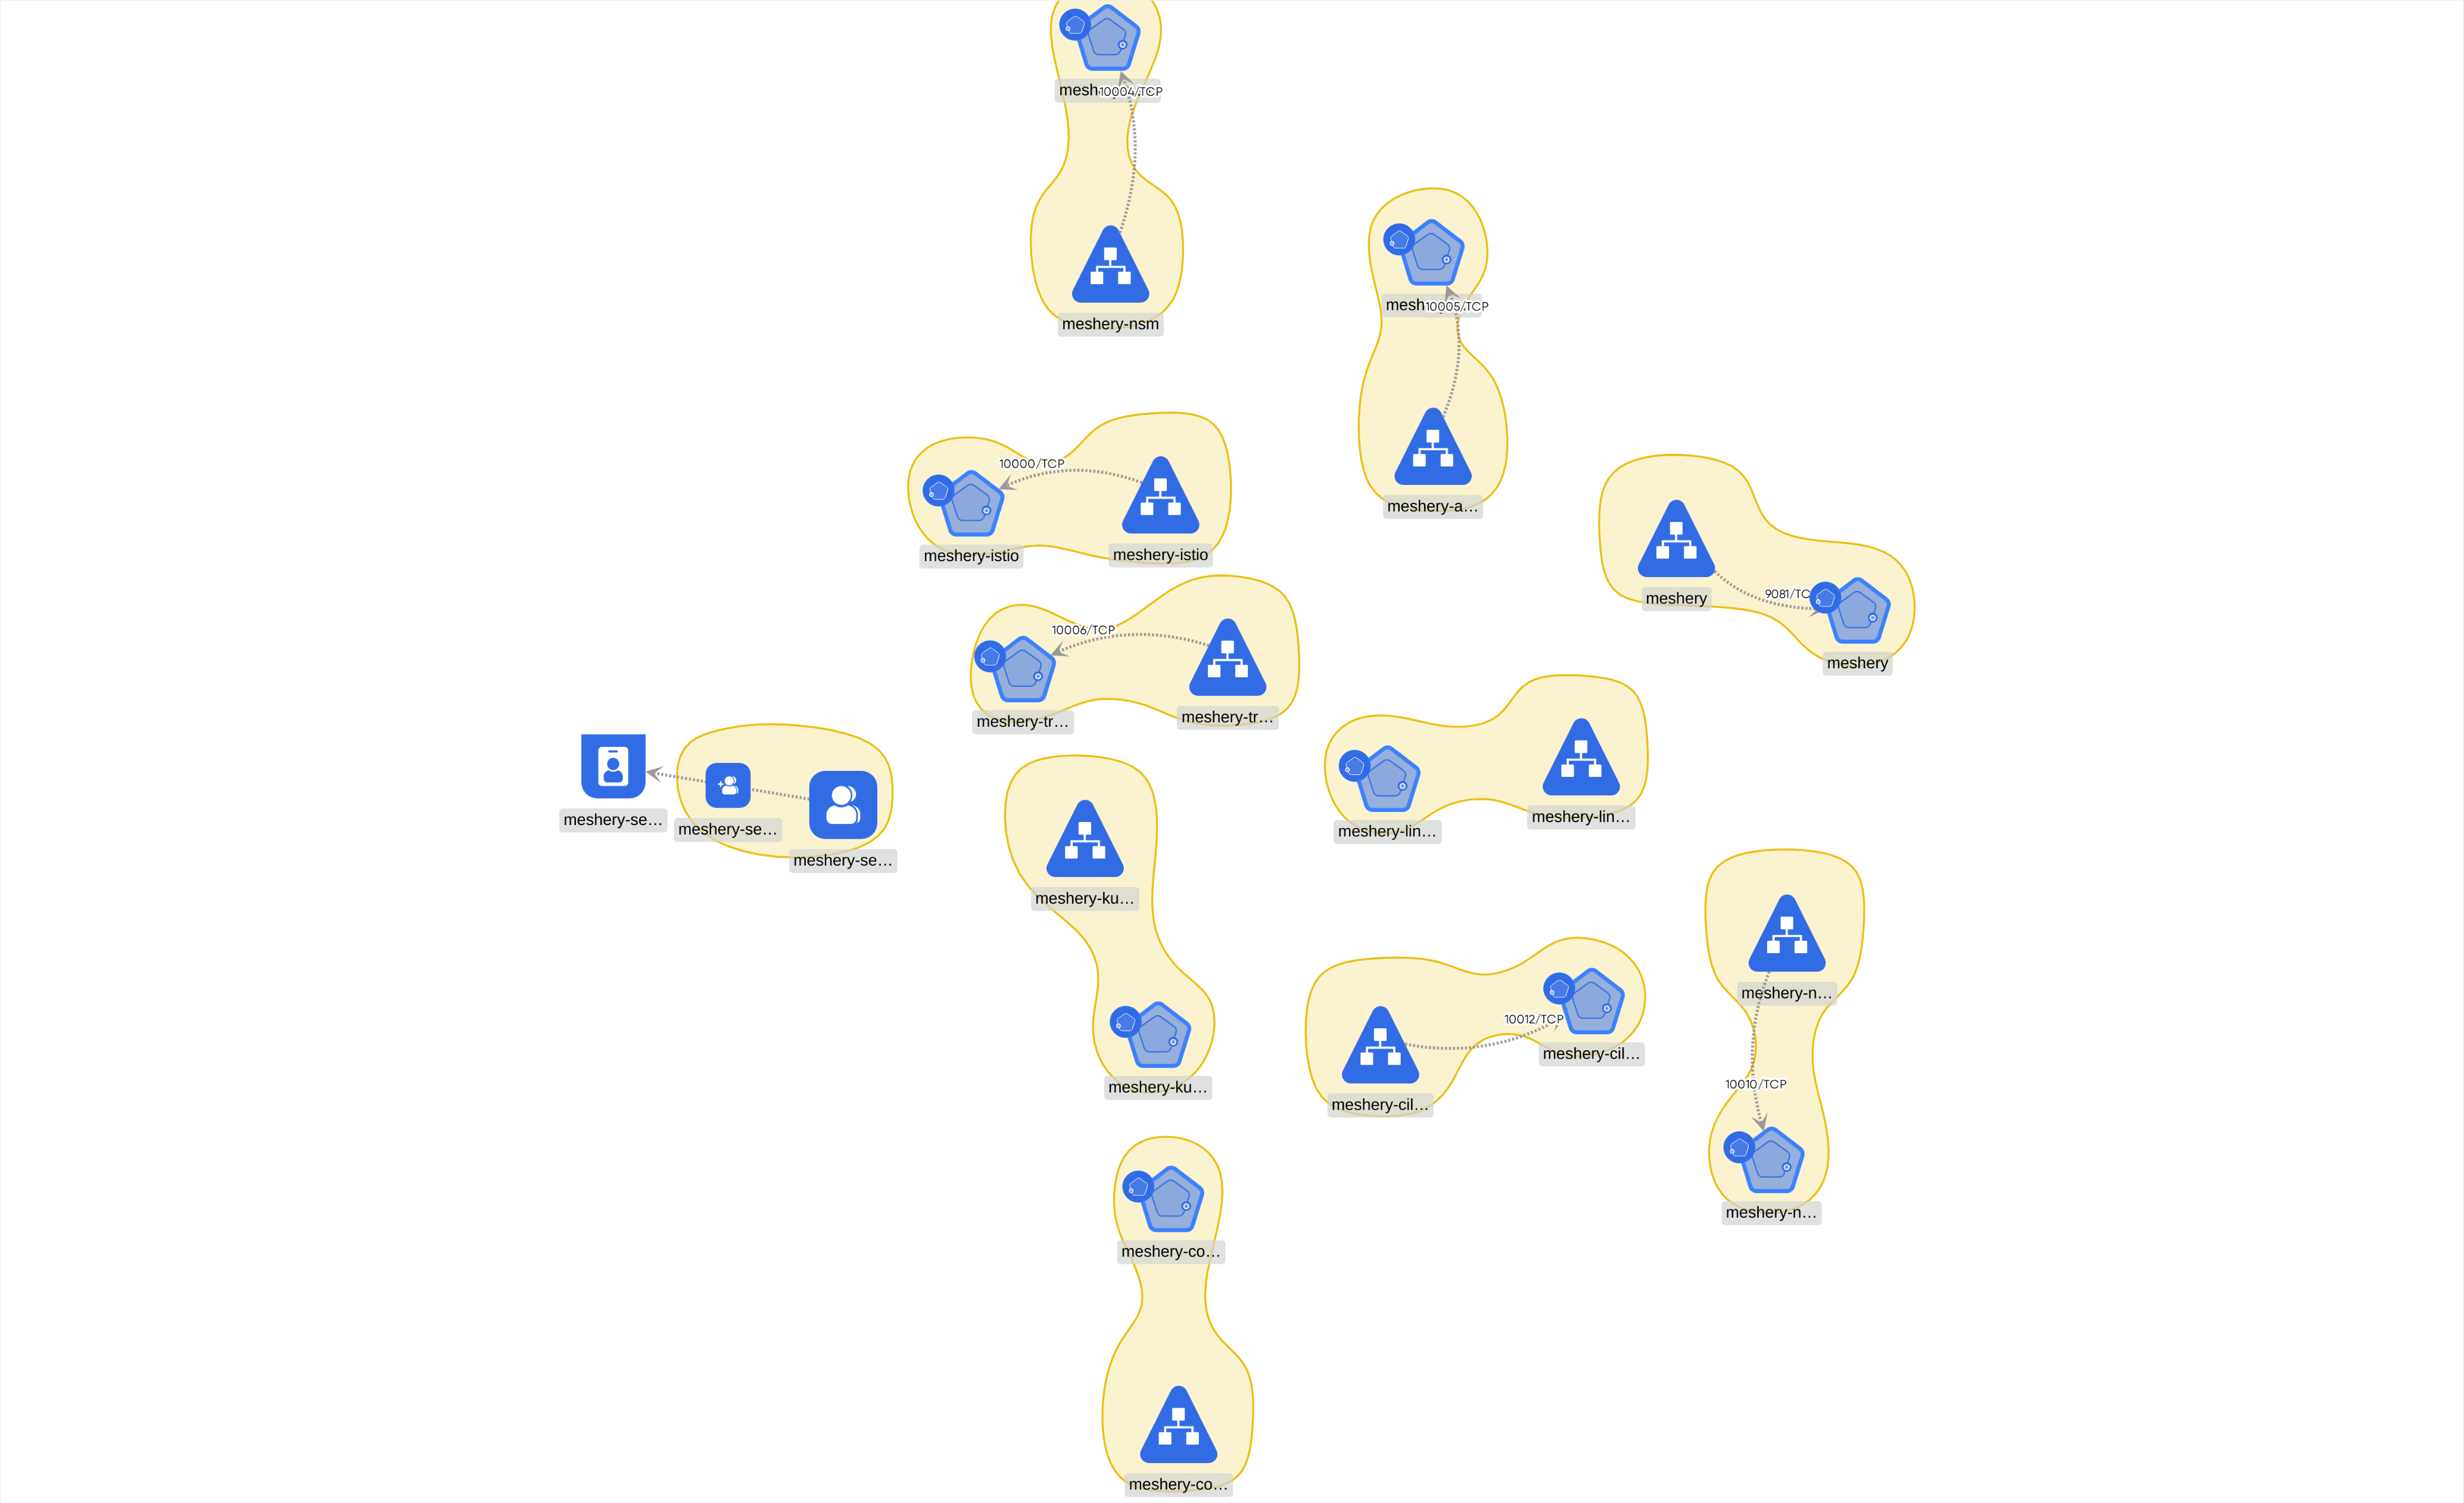 10004/TCP
meshery-nsm
10005/TCP
meshery-a…
10000/TCP
meshery-istio
meshery-istio
9081/TC
meshery
meshery
10006/TCP
meshery-tr…
meshery-tr…
meshery-se…
meshery-se…
meshery-se…
meshery-lin…
meshery-lin…
meshery-ku…
meshery-ku…
10012/TCP
meshery-cil…
meshery-cil…
meshery-n…
10010/TCP
meshery-n…
meshery-co…
meshery-co…